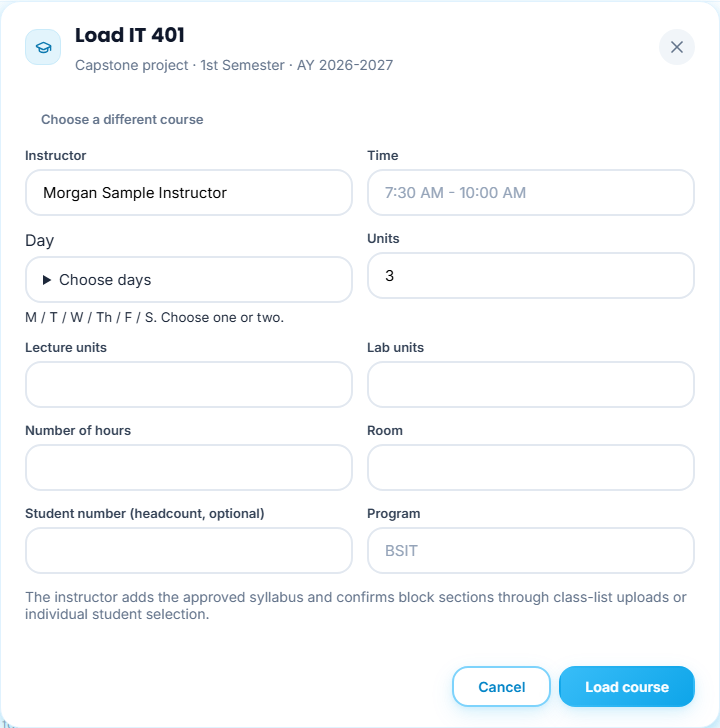 Load IT 401
Capstone project · 1st Semester · AY 2026-2027
Choose a different course
Instructor
Time
Morgan Sample Instructor
7:30 AM - 10:00 AM
Day
Units
Choose days
3
M / T / W / Th / F / S. Choose one or two.
Lecture units
Lab units
Number of hours
Room
Student number (headcount, optional)
Program
BSIT
The instructor adds the approved syllabus and confirms block sections through class-list uploads or
individual student selection.
Cancel
Load course